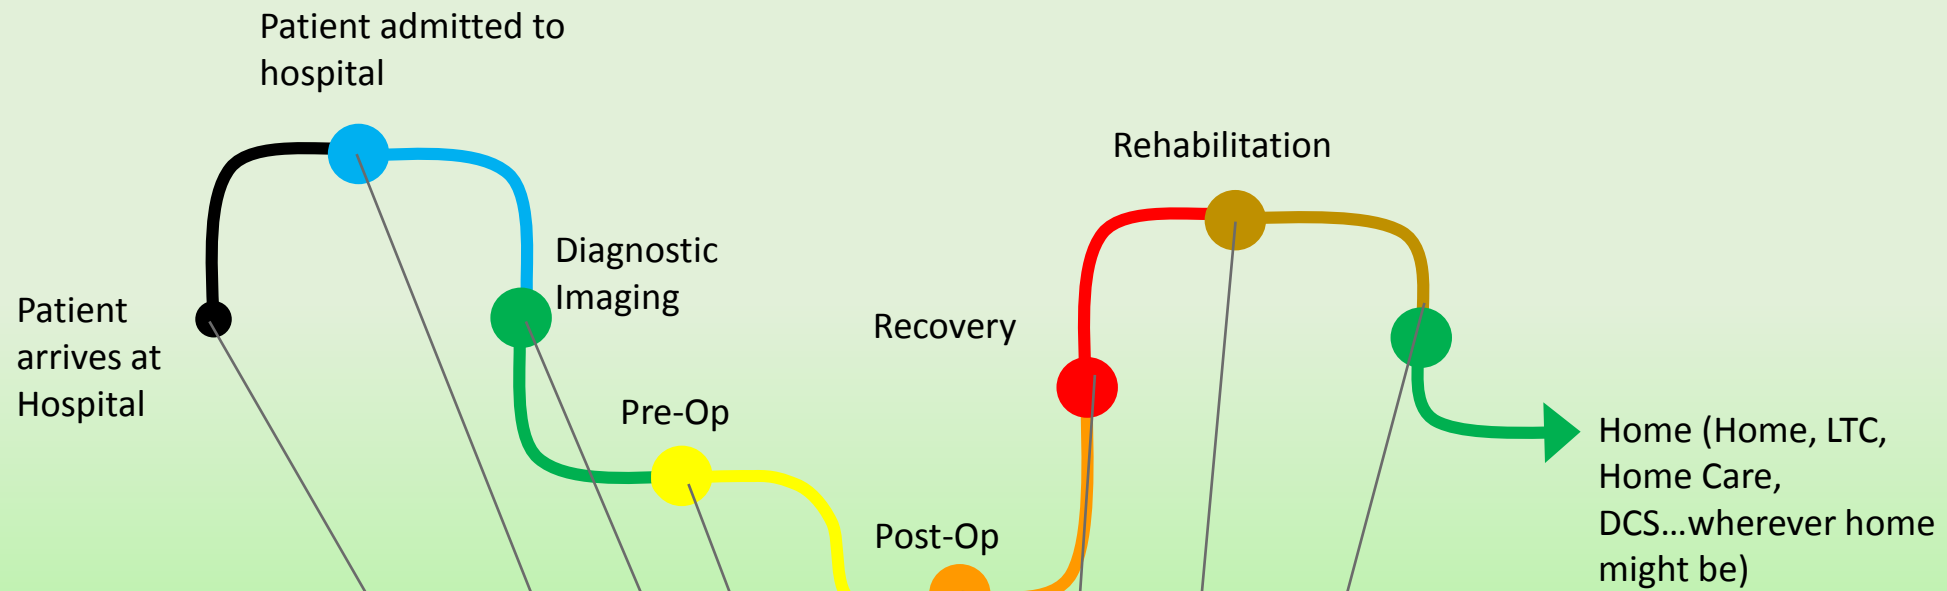 Patient admitted to
hospital
Rehabilitation
Diagnostic
Imaging
Patient
arrives at
Hospital
Recovery
Pre-Op
Home (Home, LTC,
Home Care,
DCS...wherever home
might be)
Post-Op